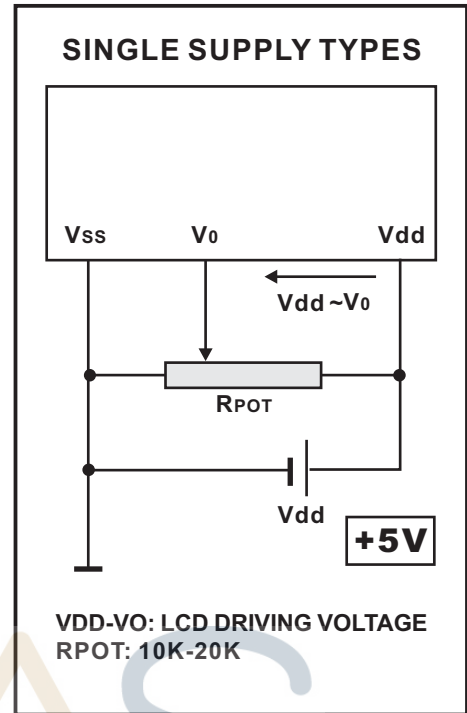 SINGLE SUPPLY TYPES
Vss V0 Vdd
Vdd ~V0
RPOT
Vdd
+5V
VDD-VO: LCD DRIVING VOLTAGE
RPOT: 10K-20K